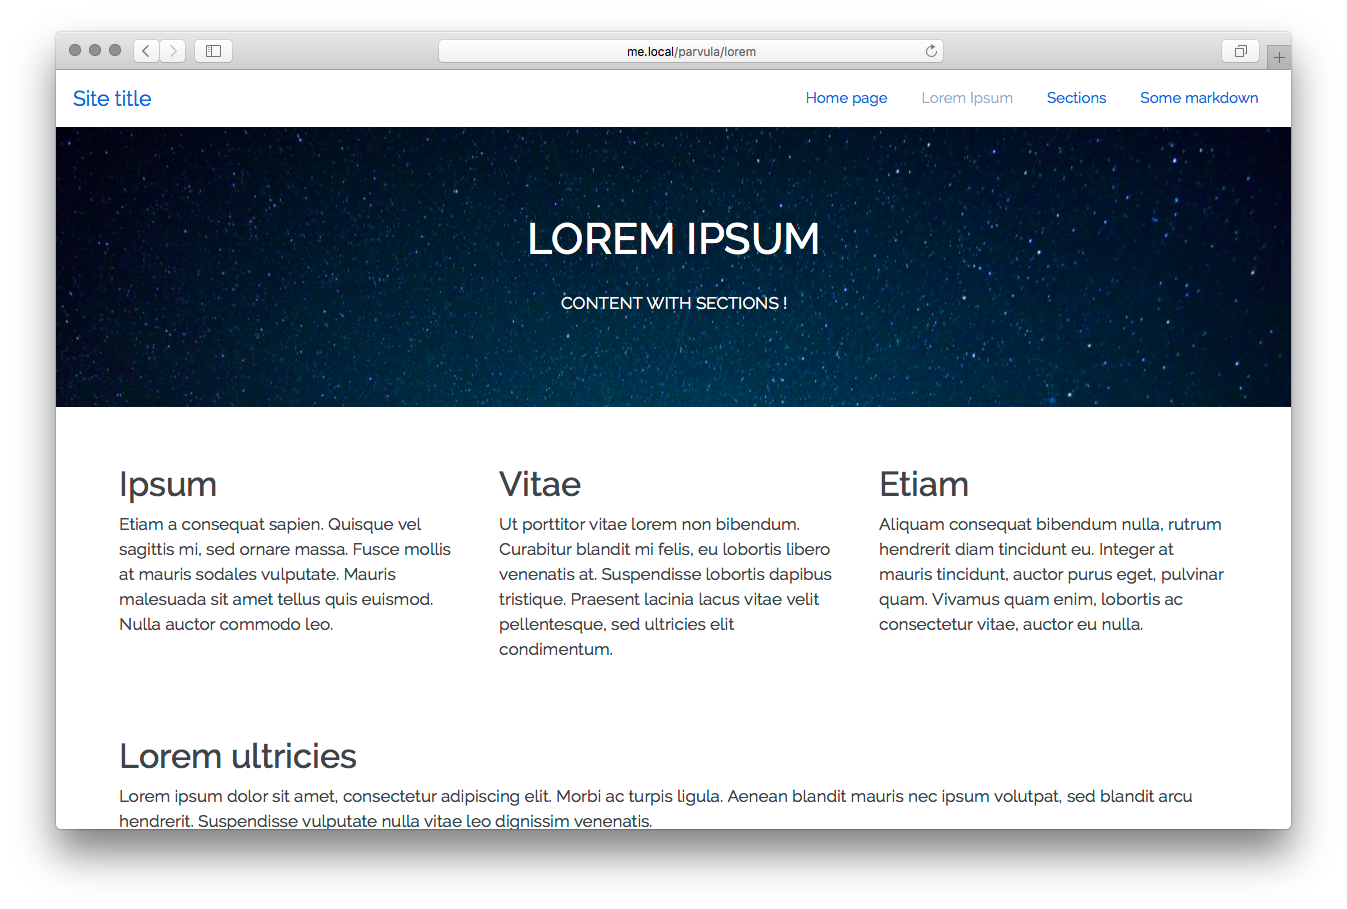 me.local/parvula/lorem
Site title
Home page
Lorem Ipsum
Sections
Some markdown
LOREM IPSUM
CONTENT WITH SECTIONS !
Ipsum
Etiam a consequat sapien. Quisque vel
sagittis mi, sed ornare massa. Fusce mollis
at mauris sodales vulputate. Mauris
malesuada sit amet tellus quis euismod.
Nulla auctor commodo leo.
Vitae
Ut porttitor vitae lorem non bibendum.
Curabitur blandit mi felis, eu lobortis libero
venenatis at. Suspendisse lobortis dapibus
tristique. Praesent lacinia lacus vitae velit
pellentesque, sed ultricies elit
condimentum.
Etiam
Aliquam consequat bibendum nulla, rutrum
hendrerit diam tincidunt eu. Integer at
mauris tincidunt, auctor purus eget, pulvinar
quam. Vivamus quam enim, lobortis ac
consectetur vitae, auctor eu nulla.
Lorem ultricies
Lorem ipsum dolor sit amet, consectetur adipiscing elit. Morbi ac turpis ligula. Aenean blandit mauris nec ipsum volutpat, sed blandit arcu
hendrerit. Suspendisse vulputate nulla vitae leo dignissim venenatis.